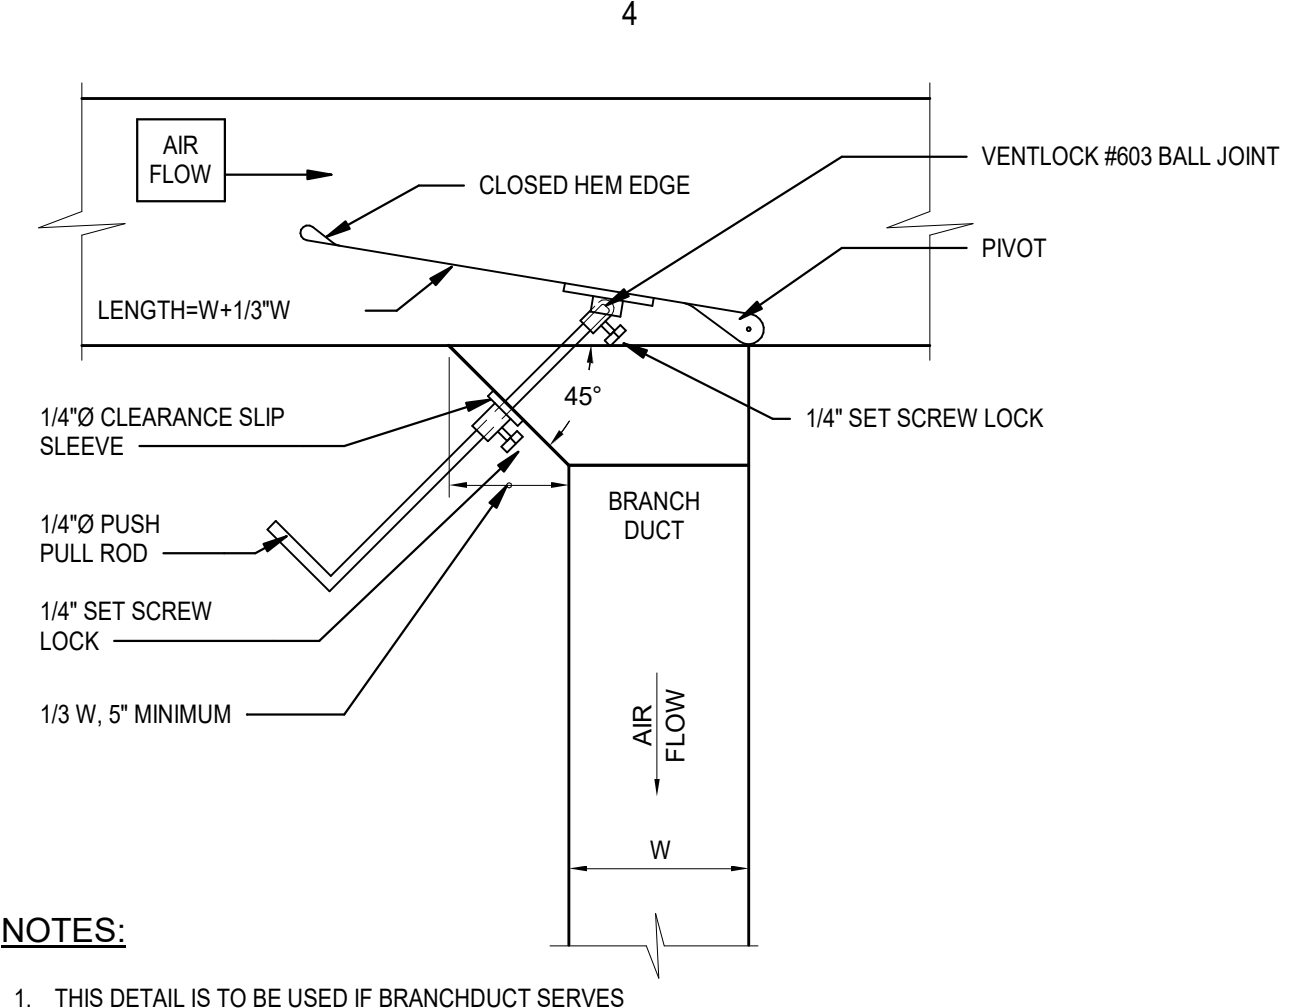 4
AIR
FLOW
VENTLOCK #603 BALL JOINT
CLOSED HEM EDGE
PIVOT
LENGTH=W+1/3"W
45°
1/4"Ø CLEARANCE SLIP
SLEEVE
1/4" SET SCREW LOCK
BRANCH
DUCT
1/4"Ø PUSH
PULL ROD
1/4" SET SCREW
LOCK
1/3 W, 5" MINIMUM
AIR
FLOW
W
NOTES:
1. THIS DETAIL IS TO BE USED IF BRANCHDUCT SERVES